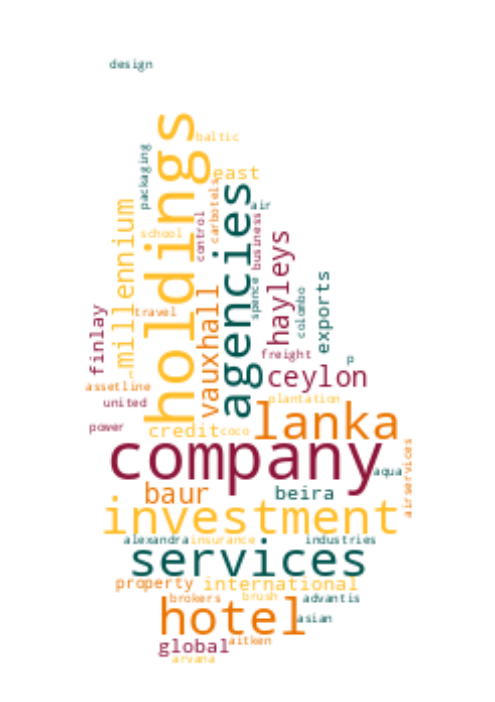 design
holdings
baltic
packaging
east
agencies
air
millennium
carbotels
control
business
school
hayleys
spence
colombo
exports
vauxhall
travel
finlay
freight
p
ceylon
t
assetline
plantation
united
lanka
power
credit
coco
company
airservices
aqua
baur
beira
investment
alexandra
insurance
industries
services
property
international
brokers
brush
advantis
hotel
asian
global
aitken
arvana